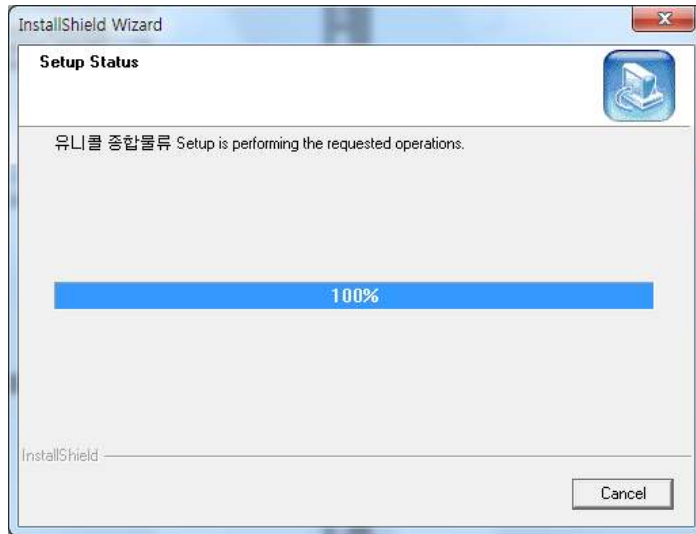 InstallShield Wizard
Setup Status
유니콜 종합물류 Setup is performing the requested operations.
100%
InstallShield
Cancel